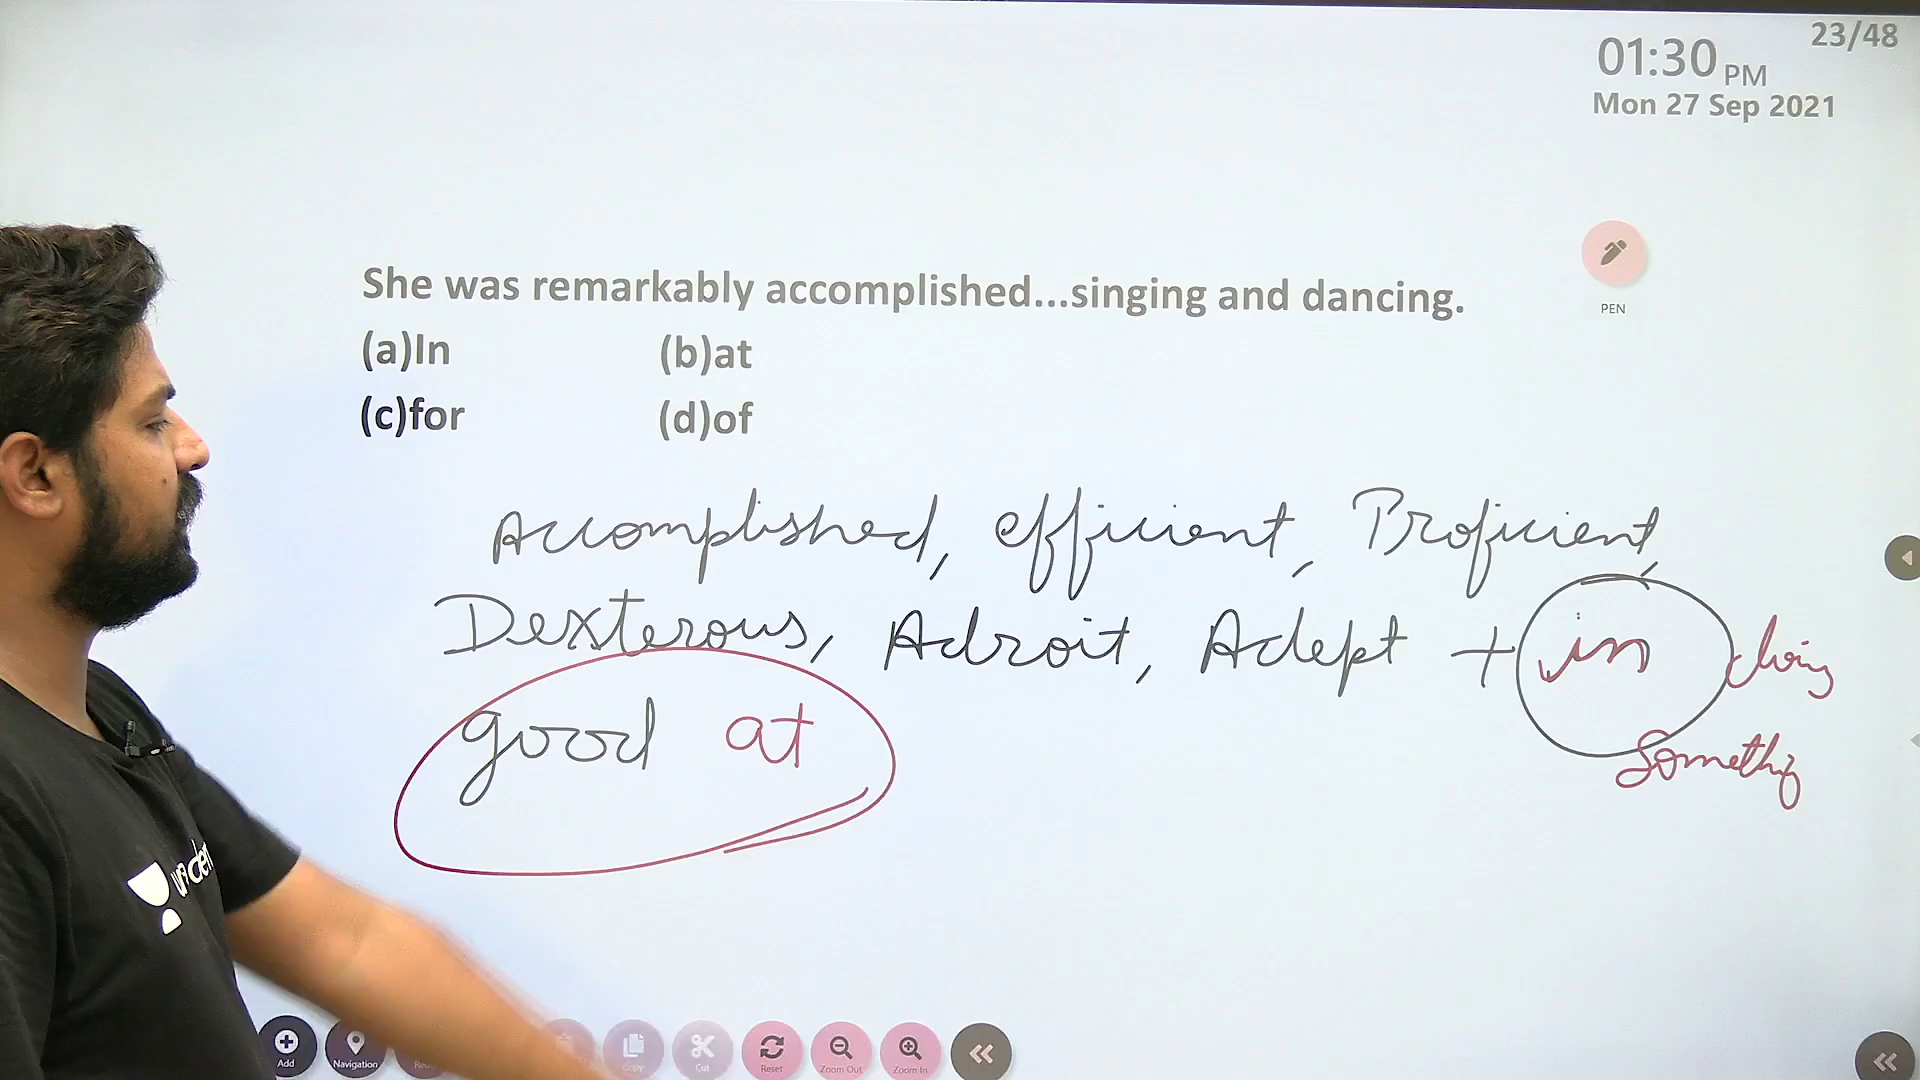 23/48
01:30 PM
Mon 27 Sep 2021
She was remarkably accomplished...singing and dancing.
(a)In (b)at
(c)for (d)of
PEN
Accomplished, efficient, Proficient,
Dexterous, Adroit, Adept + in doing
something
good at
Add Navigation Copy Cut Reset Zoom Out Zoom In